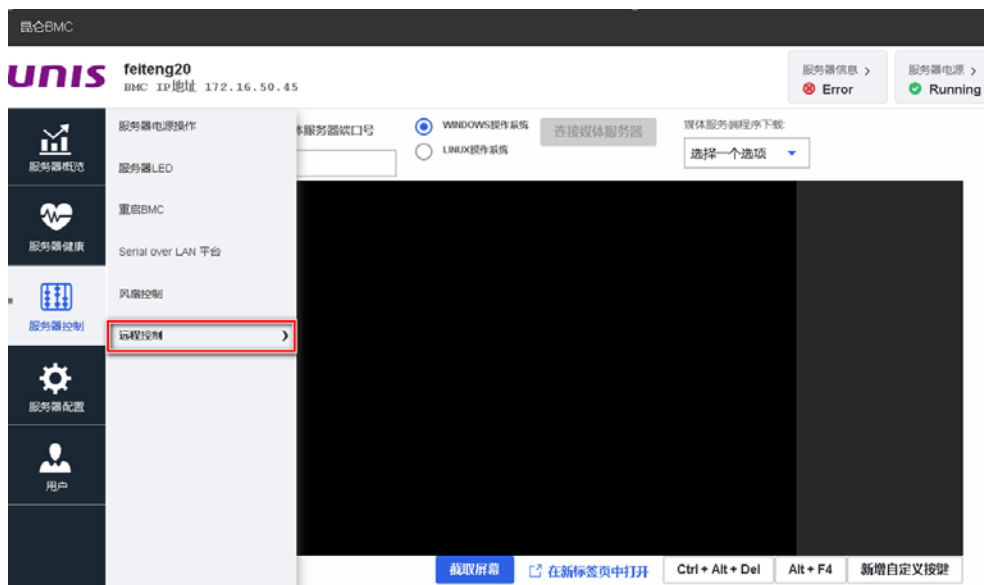 昆仑BMC
UNIS
feiteng20
BMC IP地址 172.16.50.45
服务器信息 >
Error
服务器电源 >
Running
服务器概览
服务器健康
服务器控制
服务器配置
用户
服务器电源操作
服务器LED
重启BMC
Serial over LAN 平台
风扇控制
远程控制 >
体服务器端口号
WINDOWS操作系统
LINUX操作系统
连接媒体服务器
媒体服务端程序下载:
选择一个选项
截取屏幕
在新标签页中打开
Ctrl + Alt + Del
Alt + F4
新增自定义按键